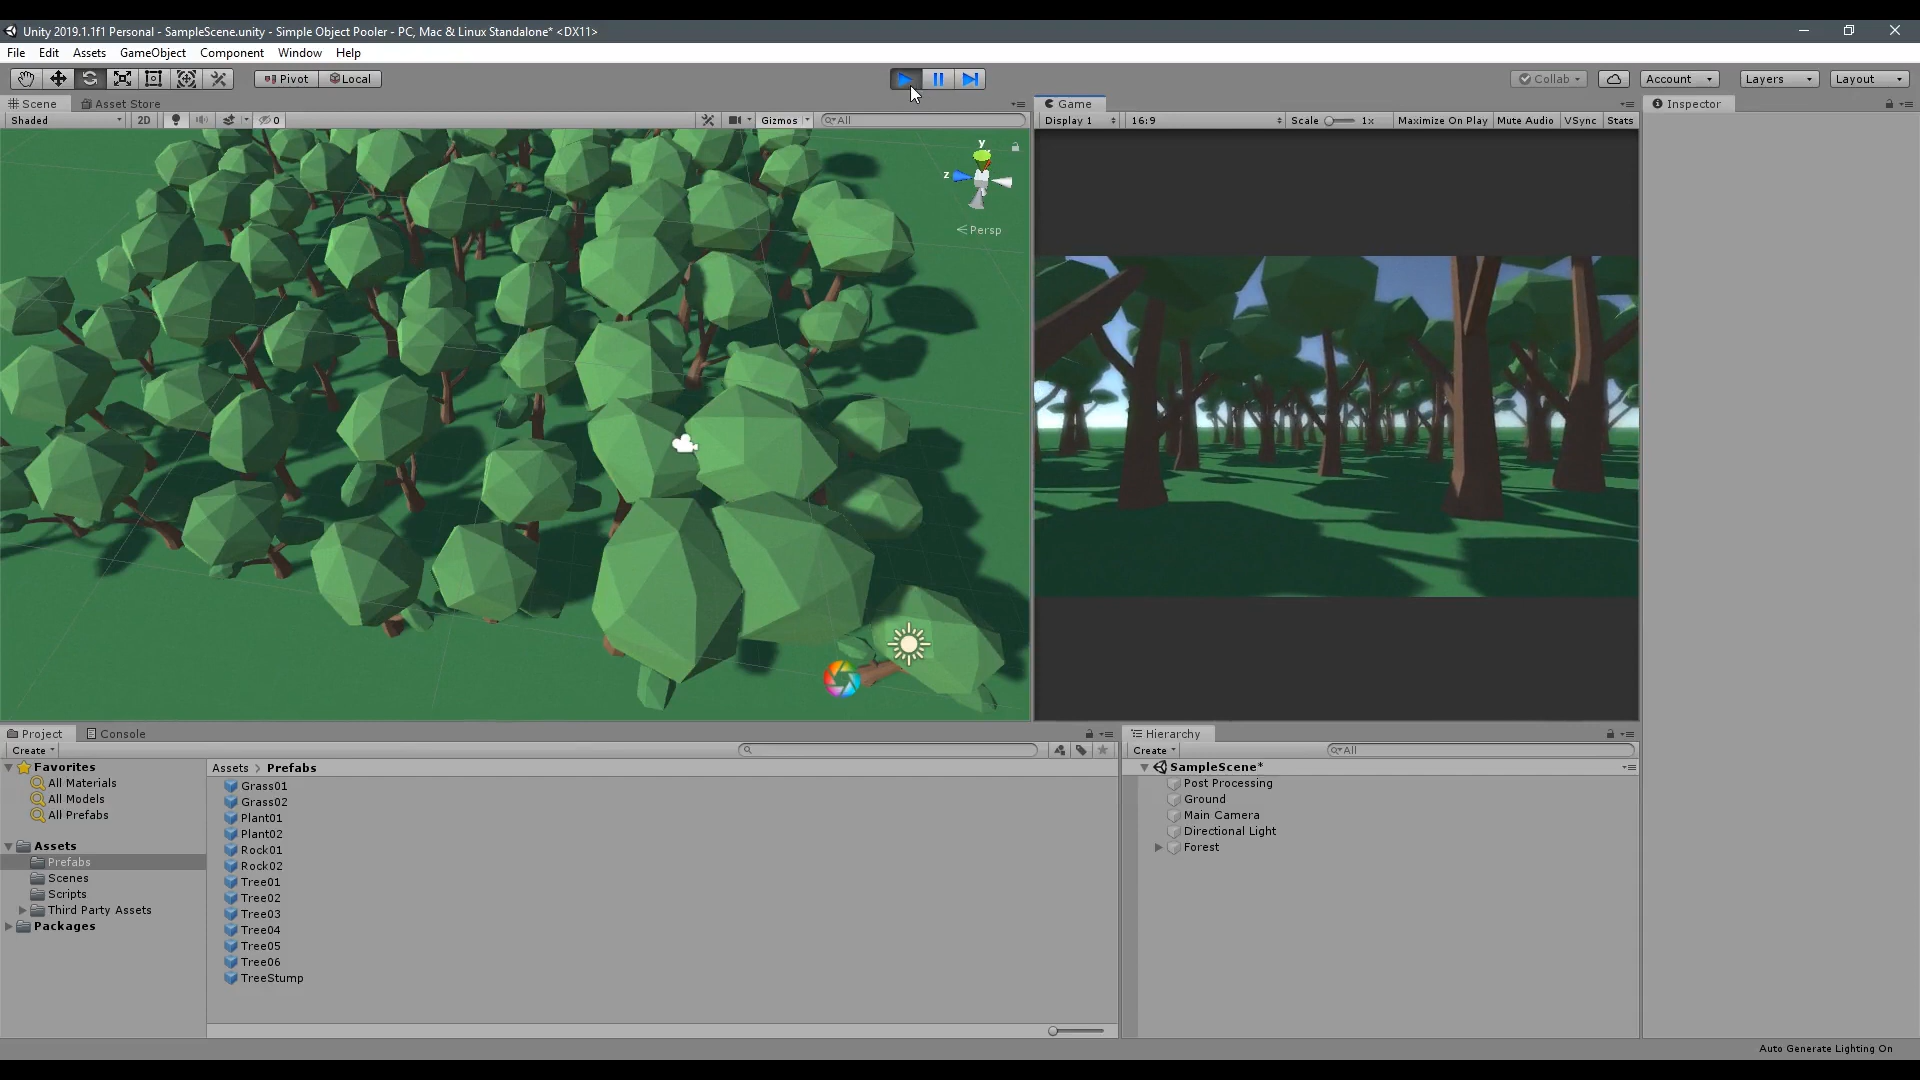 Unity 2019.1.1f1 Personal - SampleScene.unity - Simple Object Pooler - PC, Mac & Linux Standalone* <DX11>
File Edit Assets GameObject Component Window Help
Pivot Local Collab Account Layers Layout
Scene Asset Store Game Inspector
Shaded 2D 0 Gizmos All Display 1 16:9 Scale 1x Maximize On Play Mute Audio VSync Stats
y
z
Persp
Project Console Hierarchy
Create Create All
Favorites
All Materials
All Models
All Prefabs
Assets
Prefabs
Scenes
Scripts
Third Party Assets
Packages
Assets > Prefabs
Grass01
Grass02
Plant01
Plant02
Rock01
Rock02
Tree01
Tree02
Tree03
Tree04
Tree05
Tree06
TreeStump
SampleScene*
Post Processing
Ground
Main Camera
Directional Light
Forest
Auto Generate Lighting On